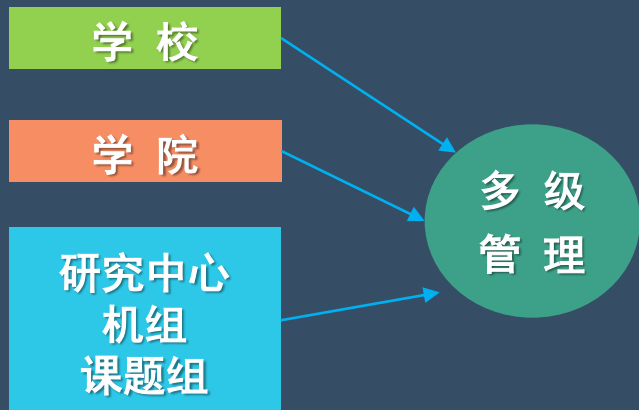 学 校
学 院
研究中心
机组
课题组
多 级
管 理